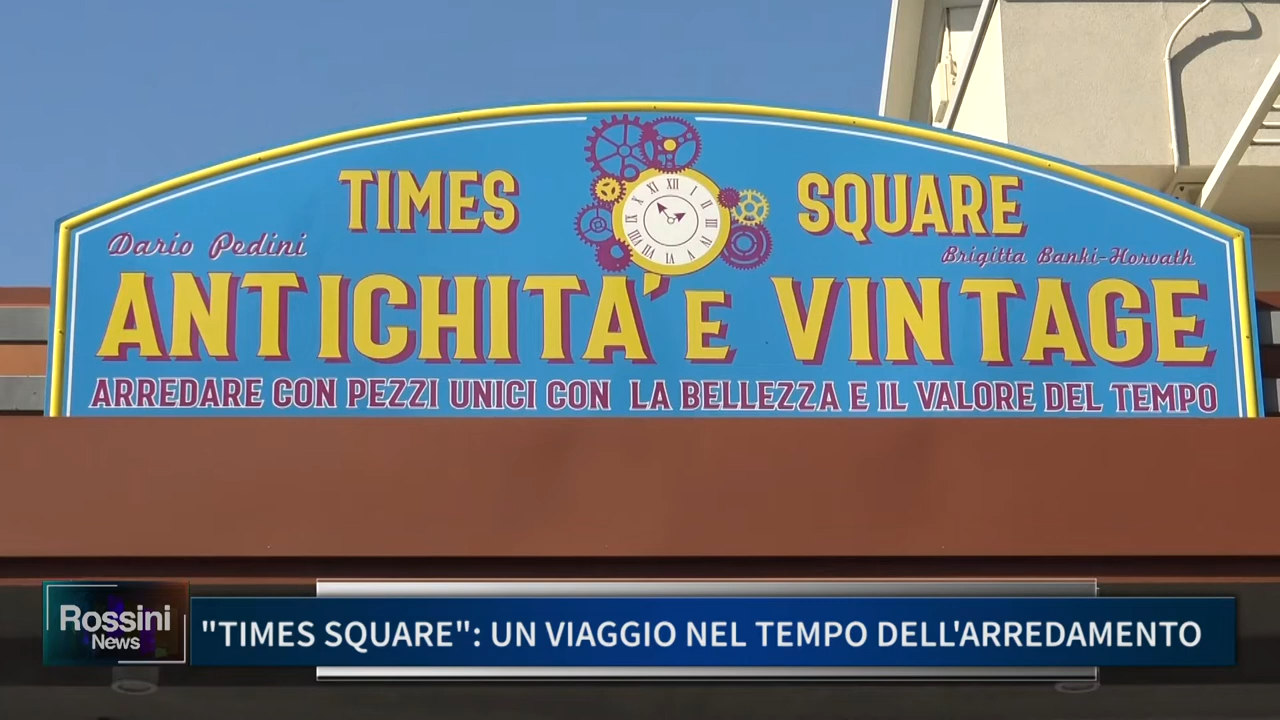 TIMES SQUARE
Dario Pedini
Brigitta Banki-Horvath
ANTICHITA' E VINTAGE
ARREDARE CON PEZZI UNICI CON LA BELLEZZA E IL VALORE DEL TEMPO
Rossini
News
"TIMES SQUARE": UN VIAGGIO NEL TEMPO DELL'ARREDAMENTO